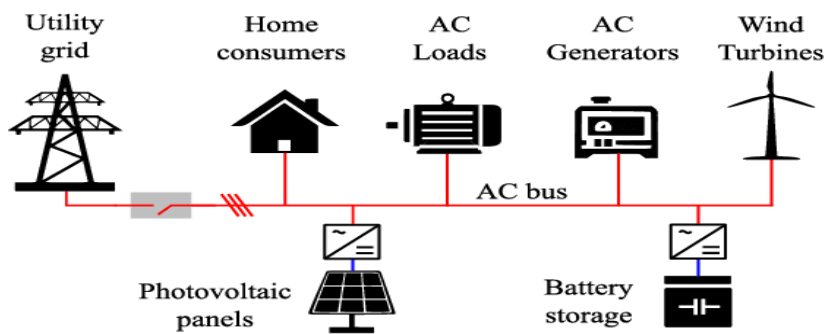 Utility
grid
Home
consumers
AC
Loads
AC
Generators
Wind
Turbines
AC bus
Photovoltaic
panels
Battery
storage